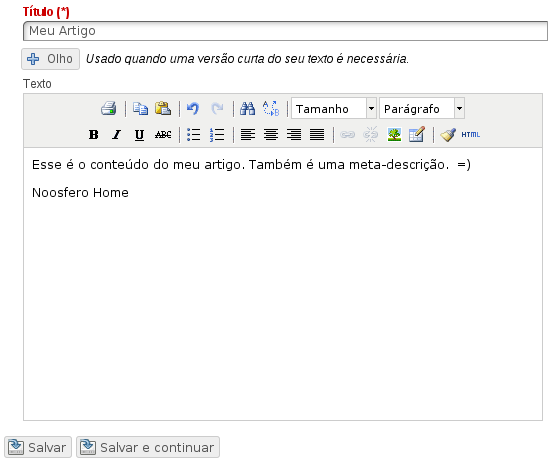 Título (*)
Meu Artigo
Olho Usado quando uma versão curta do seu texto é necessária.
Texto
Tamanho Parágrafo
B I U ABC HTML
Esse é o conteúdo do meu artigo. Também é uma meta-descrição. =)
Noosfero Home
Salvar Salvar e continuar